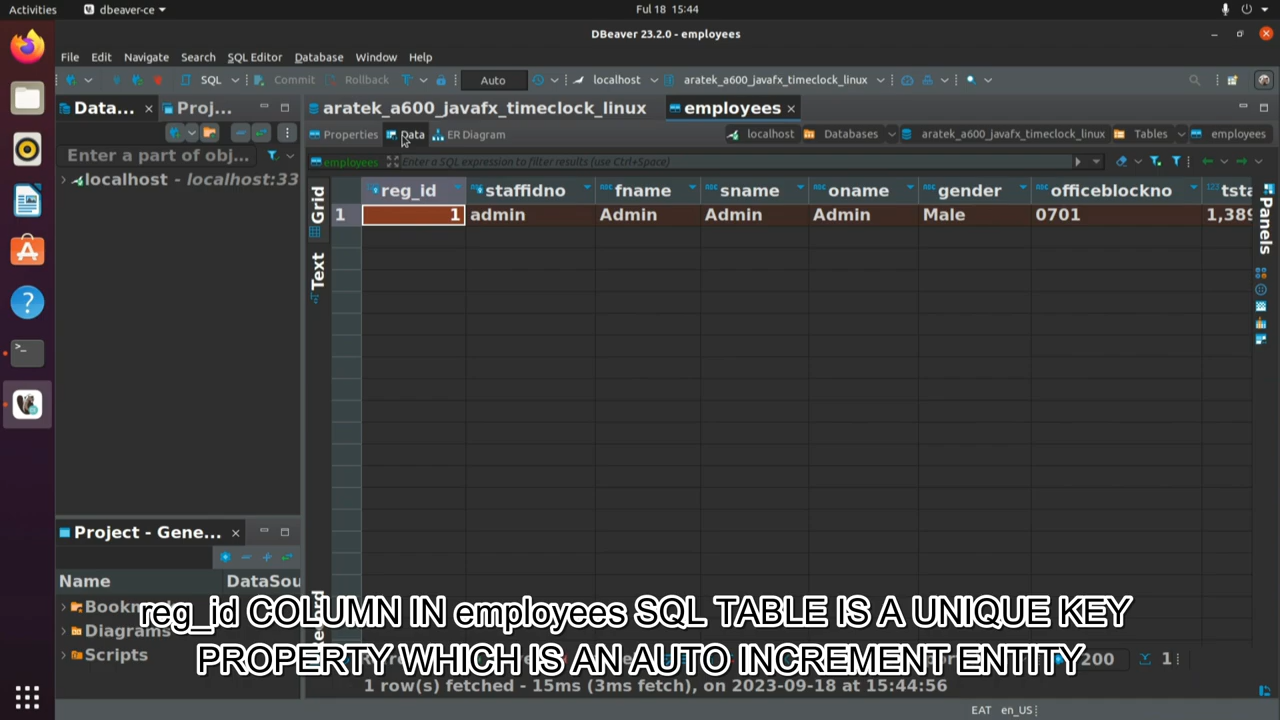 Activities
dbeaver-ce
Ful 18 15:44
DBeaver 23.2.0 - employees
File Edit Navigate Search SQL Editor Database Window Help
SQL Commit Rollback Auto localhost aratek_a600_javafx_timeclock_linux
Data... Proj...
aratek_a600_javafx_timeclock_linux employees
Properties Data ER Diagram localhost Databases aratek_a600_javafx_timeclock_linux Tables employees
Enter a part of obj...
employees Enter a SQL expression to filter results (use Ctrl+Space)
localhost - localhost:33
Grid
Text
Panels
reg_id staffidno fname sname oname gender officeblockno tsta
1 1 admin Admin Admin Admin Male 0701 1,389
Project - Gene...
Name DataSou
Bookm
Diagrams
Scripts
reg_id COLUMN IN employees SQL TABLE IS A UNIQUE KEY
PROPERTY WHICH IS AN AUTO INCREMENT ENTITY
200 1
1 row(s) fetched - 15ms (3ms fetch), on 2023-09-18 at 15:44:56
EAT en_US